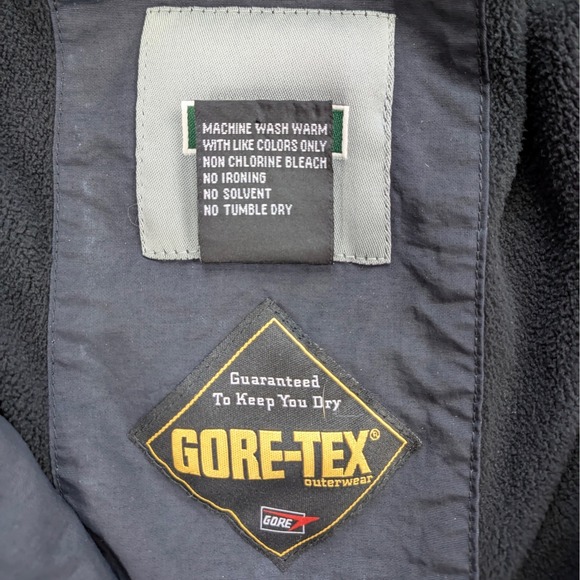 MACHINE WASH WARM
WITH LIKE COLORS ONLY
NON CHLORINE BLEACH
NO IRONING
NO SOLVENT
NO TUMBLE DRY
Guaranteed
To Keep You Dry
GORE-TEX®
outerwear
GORE